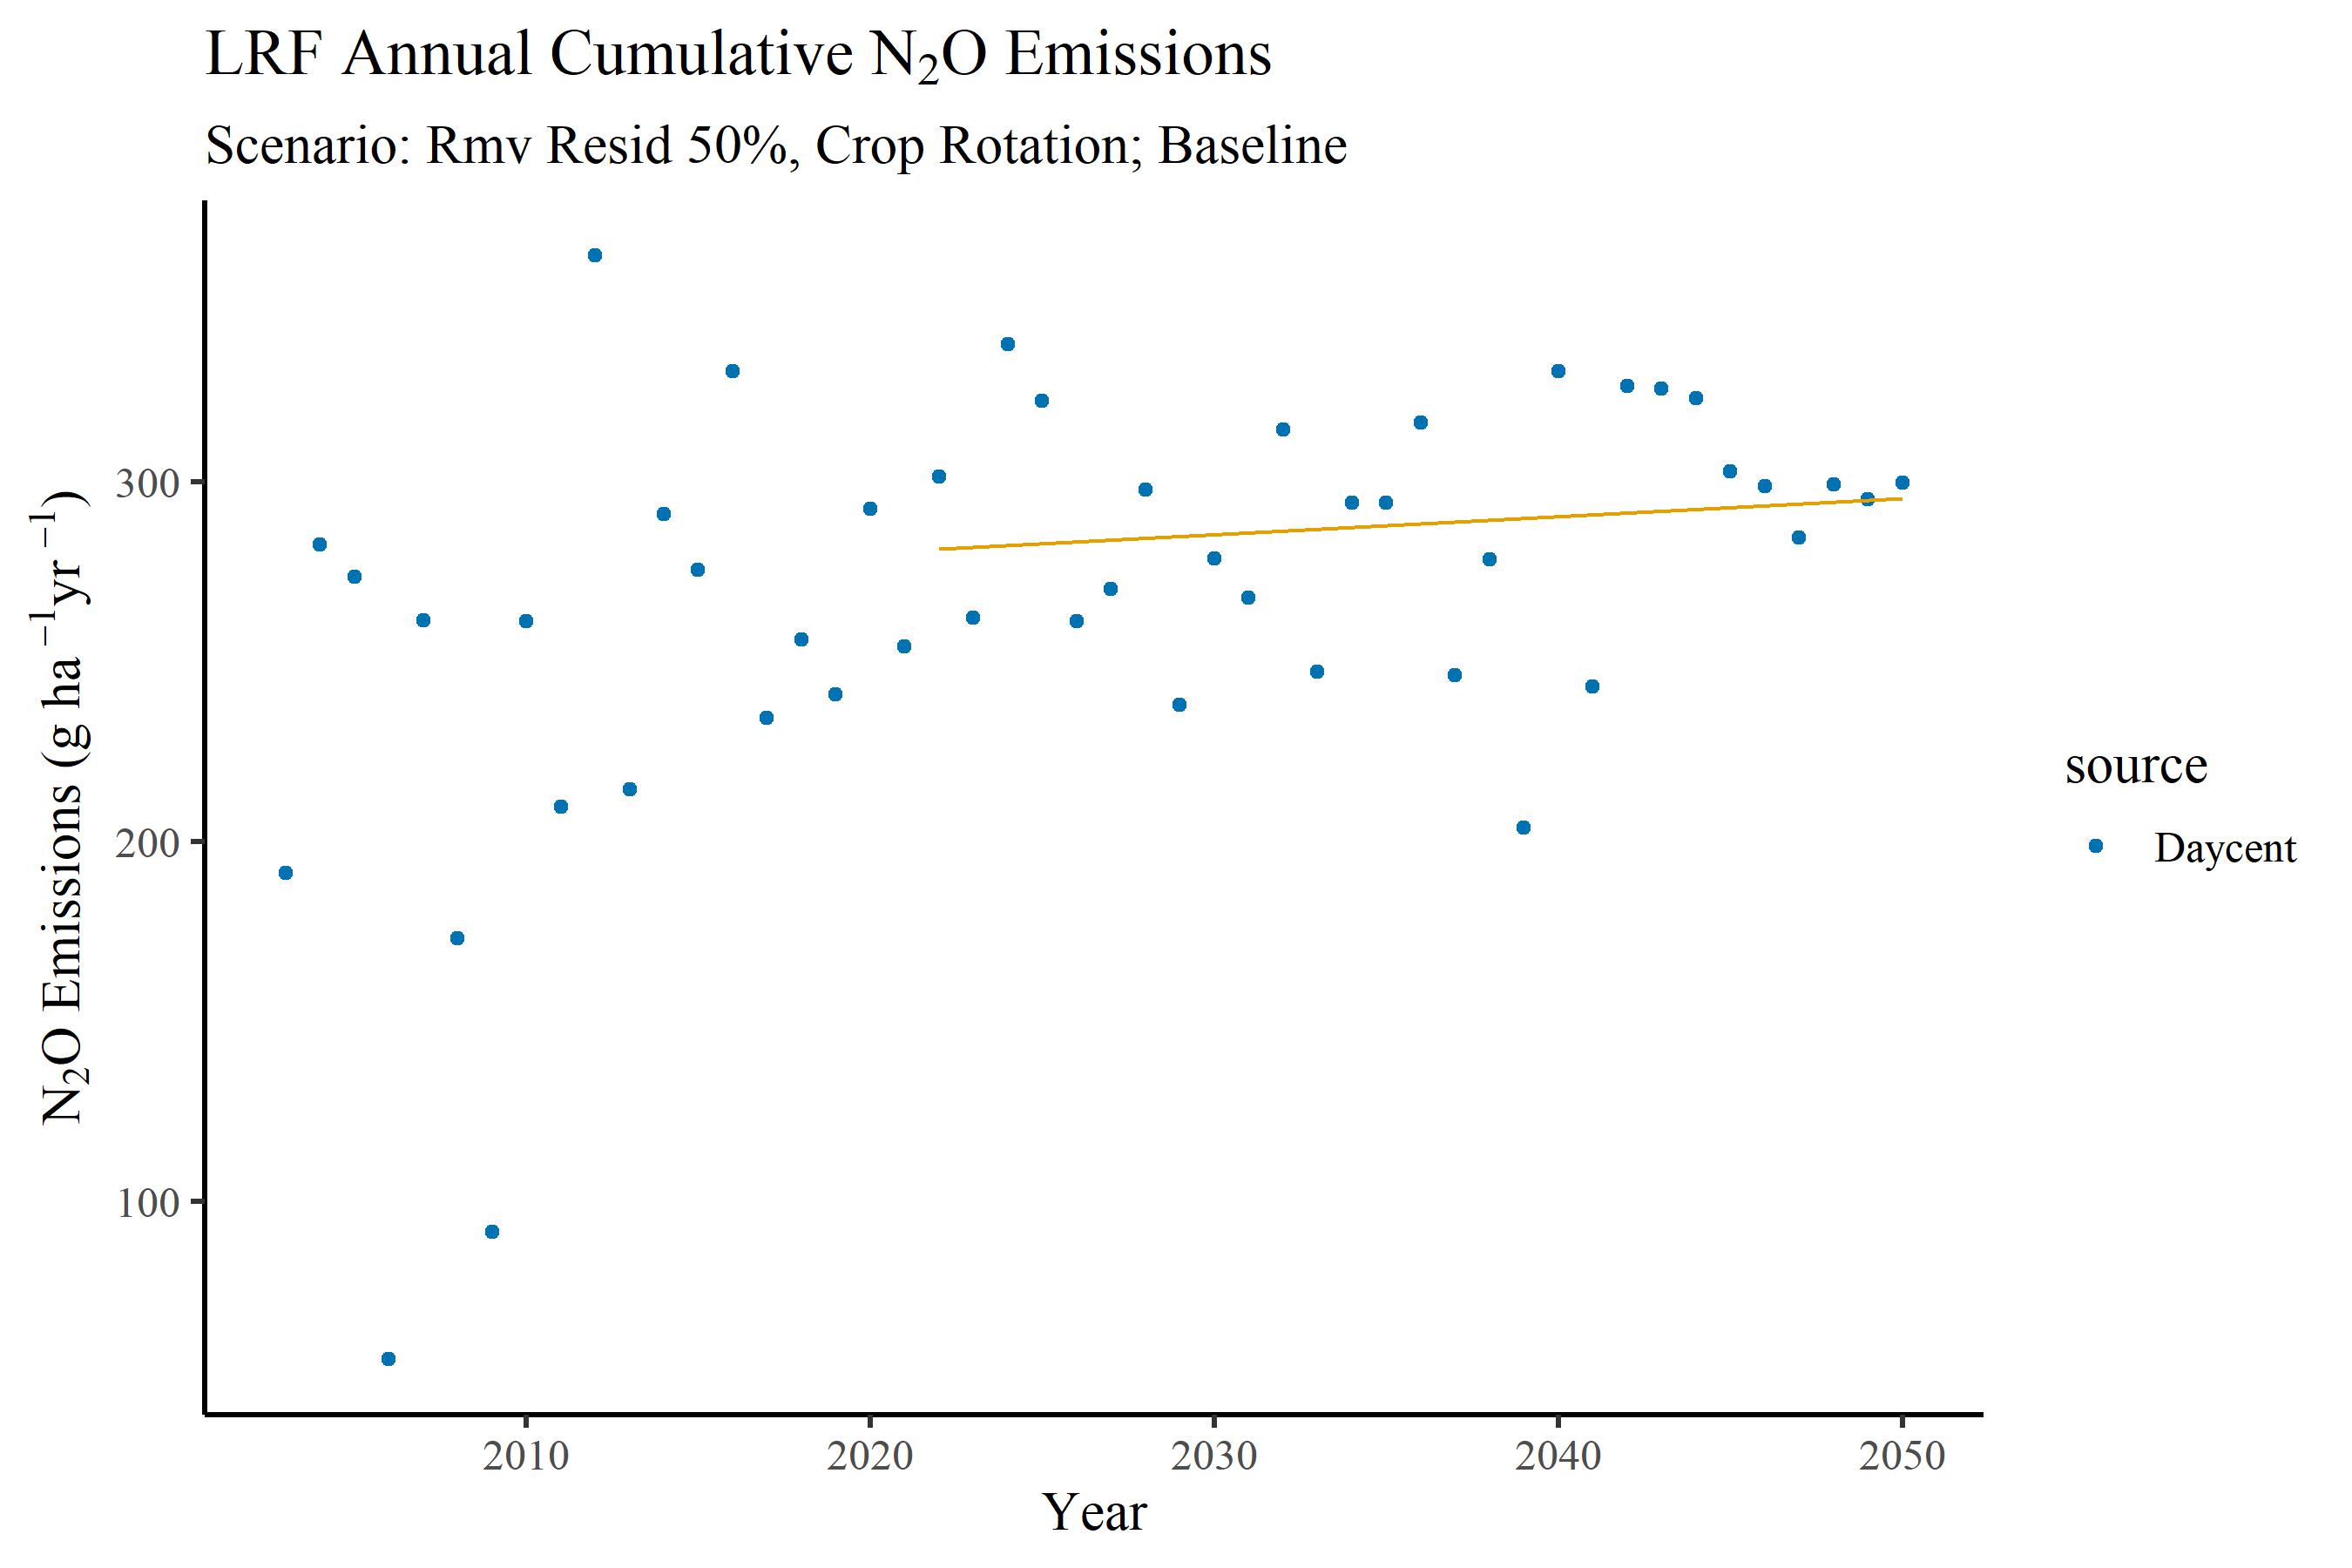 LRF Annual Cumulative N₂O Emissions
Scenario: Rmv Resid 50%, Crop Rotation; Baseline
N₂O Emissions (g ha ⁻¹yr ⁻¹)
300
200
100
2010
2020
2030
2040
2050
Year
source
Daycent